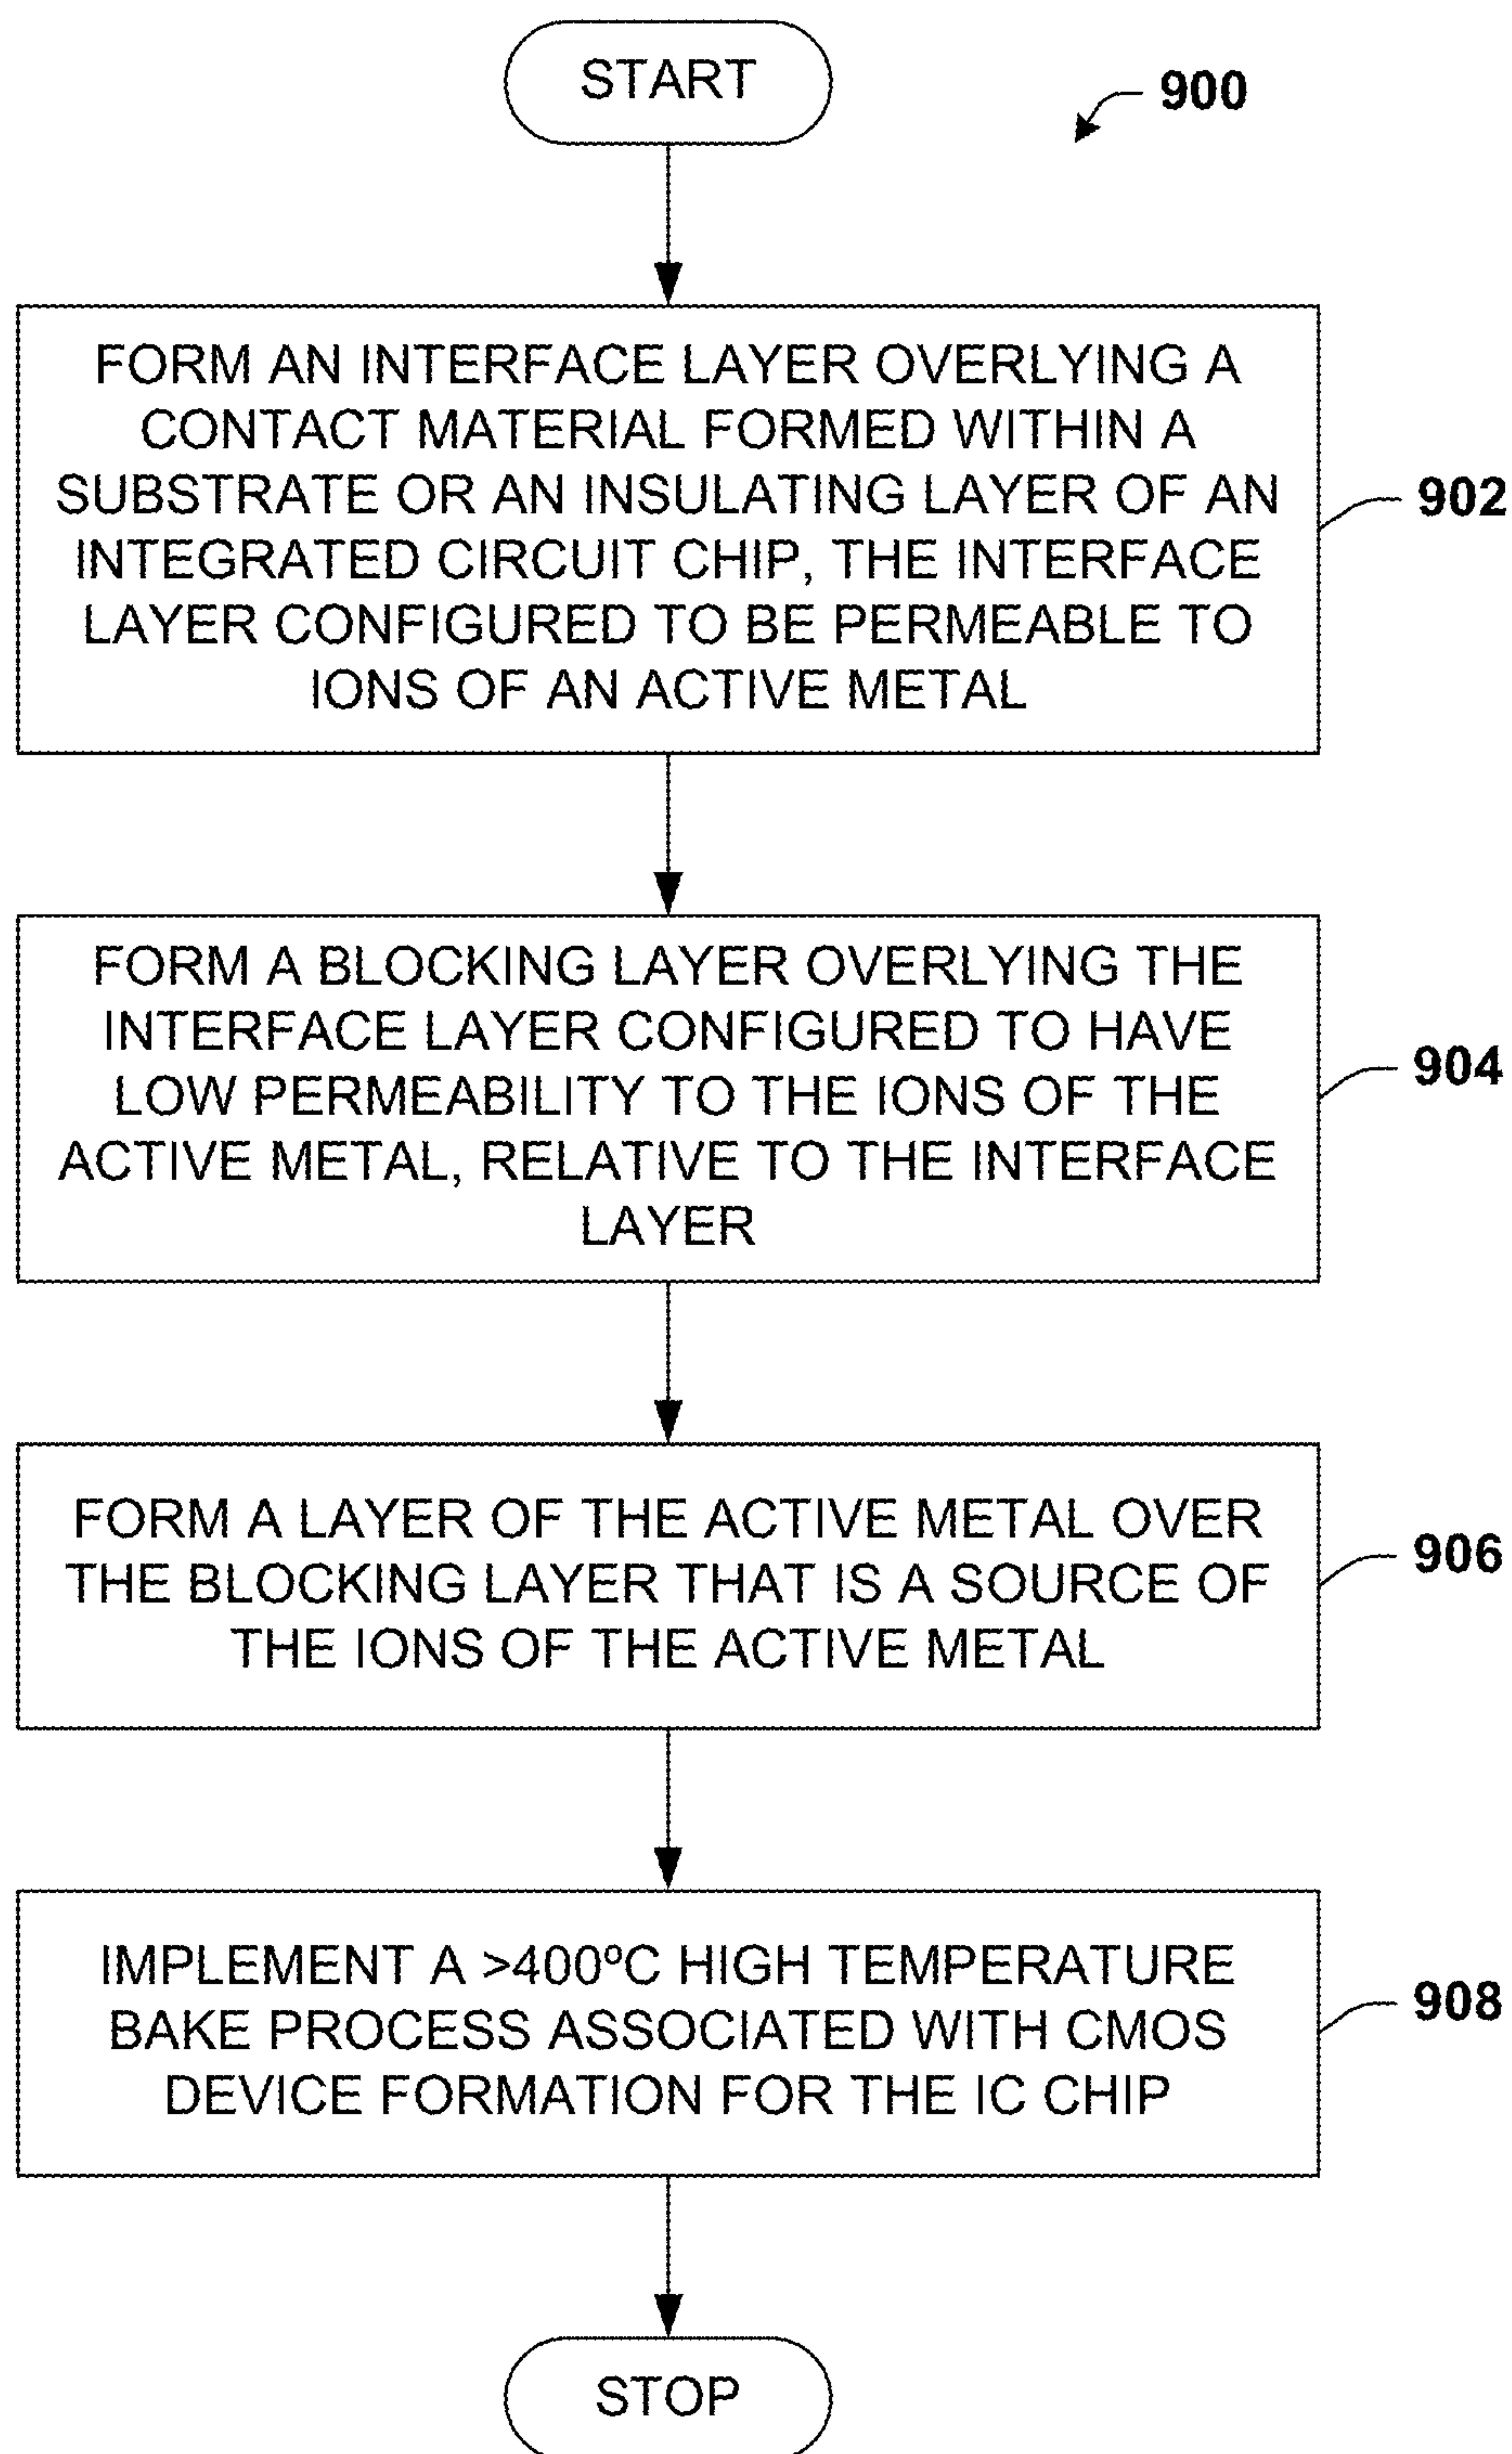 START
900
FORM AN INTERFACE LAYER OVERLYING A
CONTACT MATERIAL FORMED WITHIN A
SUBSTRATE OR AN INSULATING LAYER OF AN
INTEGRATED CIRCUIT CHIP, THE INTERFACE
LAYER CONFIGURED TO BE PERMEABLE TO
IONS OF AN ACTIVE METAL
902
FORM A BLOCKING LAYER OVERLYING THE
INTERFACE LAYER CONFIGURED TO HAVE
LOW PERMEABILITY TO THE IONS OF THE
ACTIVE METAL, RELATIVE TO THE INTERFACE
LAYER
904
FORM A LAYER OF THE ACTIVE METAL OVER
THE BLOCKING LAYER THAT IS A SOURCE OF
THE IONS OF THE ACTIVE METAL
906
IMPLEMENT A >400ºC HIGH TEMPERATURE
BAKE PROCESS ASSOCIATED WITH CMOS
DEVICE FORMATION FOR THE IC CHIP
908
STOP